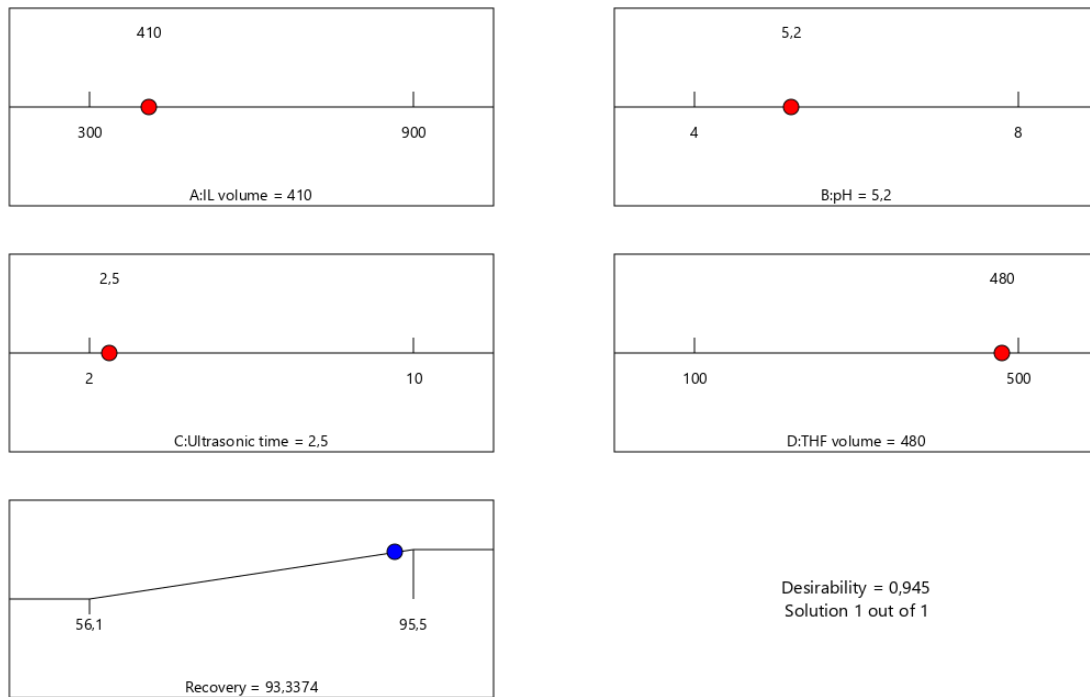 410
300
900
A:IL volume = 410
5,2
4
8
B:pH = 5,2
2,5
2
10
C:Ultrasonic time = 2,5
480
100
500
D:THF volume = 480
56,1
95,5
Recovery = 93,3374
Desirability = 0,945
Solution 1 out of 1